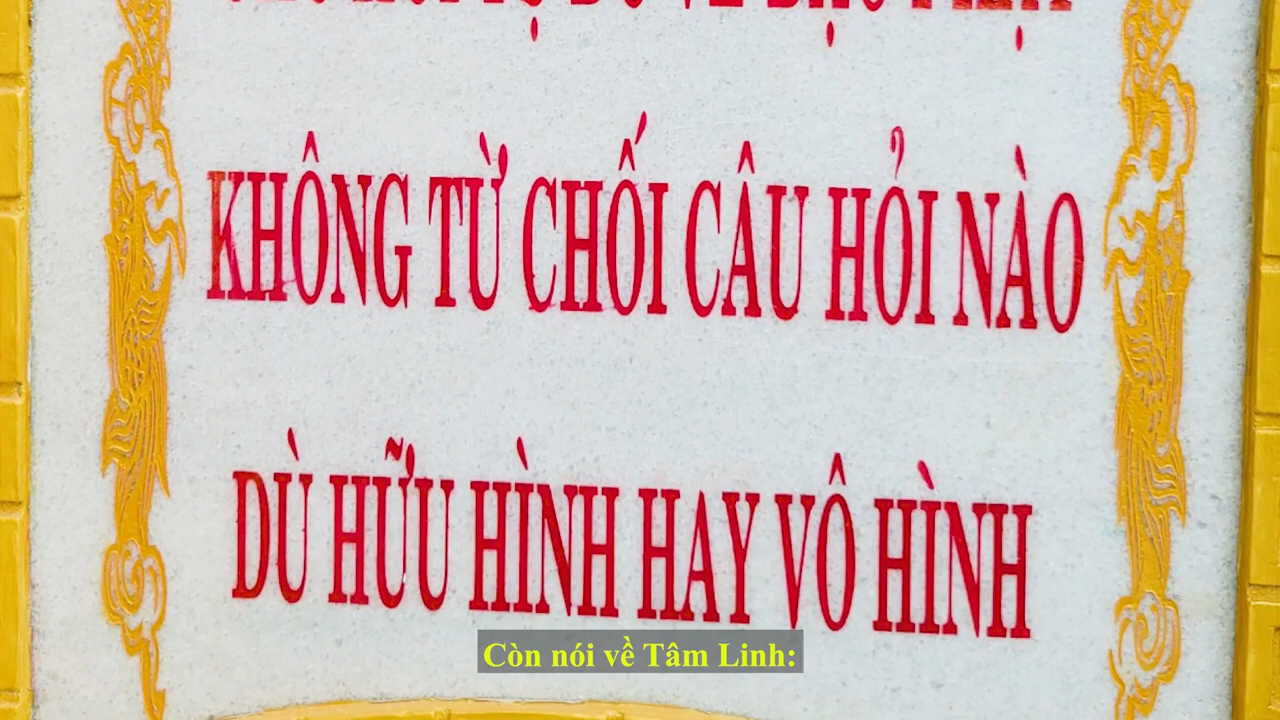 KHÔNG TỪ CHỐI CÂU HỎI NÀO
DÙ HỮU HÌNH HAY VÔ HÌNH
Còn nói về Tâm Linh: